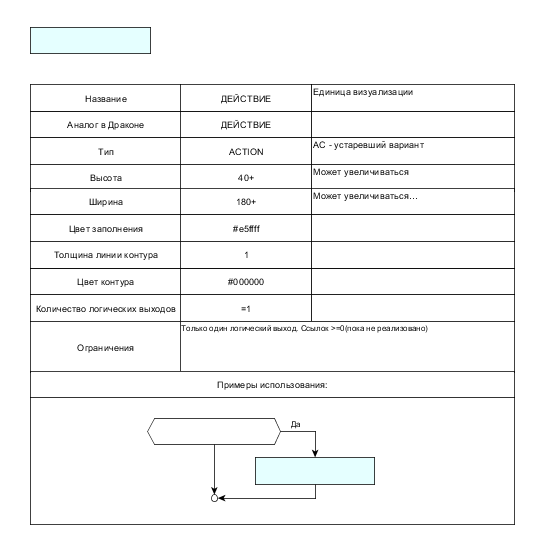 Название ДЕЙСТВИЕ Единица визуализации
Аналог в Драконе ДЕЙСТВИЕ
Тип ACTION АС - устаревший вариант
Высота 40+ Может увеличиваться
Ширина 180+ Может увеличиваться...
Цвет заполнения #e5ffff
Толщина линии контура 1
Цвет контура #000000
Количество логических выходов =1
Ограничения Только один логический выход. Ссылок >=0(пока не реализовано)
Примеры использования:
Да